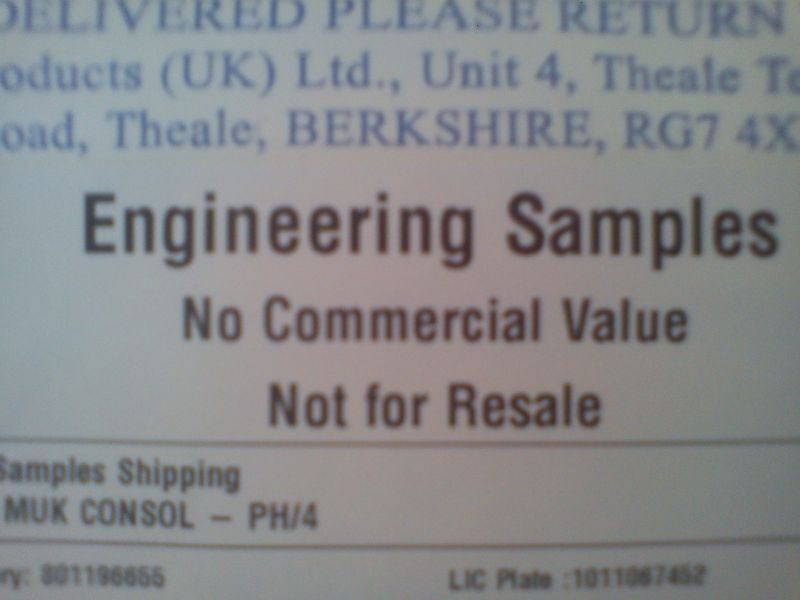 DELIVERED PLEASE RETURN
oducts (UK) Ltd., Unit 4, Theale Te
oad, Theale, BERKSHIRE, RG7 4X
Engineering Samples
No Commercial Value
Not for Resale
Samples Shipping
MUK CONSOL – PH/4
ry: 801196655
LIC Plate :1011067452